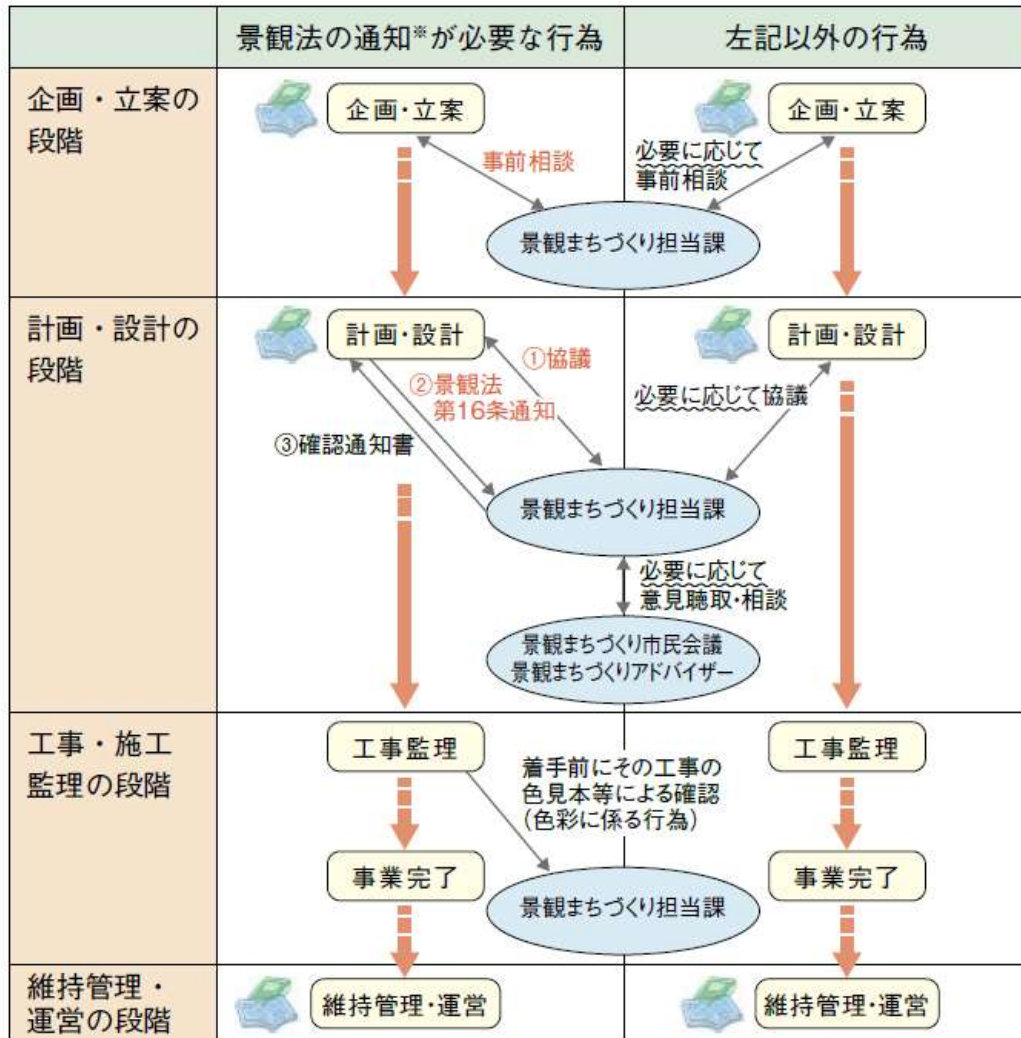 景観法の通知※が必要な行為
左記以外の行為
企画・立案の
段階
企画・立案
事前相談
企画・立案
必要に応じて
事前相談
景観まちづくり担当課
計画・設計の
段階
計画・設計
①協議
②景観法
第16条通知
③確認通知書
計画・設計
必要に応じて協議
景観まちづくり担当課
必要に応じて
意見聴取・相談
景観まちづくり市民会議
景観まちづくりアドバイザー
工事・施工
監理の段階
工事監理
着手前にその工事の
色見本等による確認
（色彩に係る行為）
工事監理
事業完了
景観まちづくり担当課
事業完了
維持管理・
運営の段階
維持管理・運営
維持管理・運営